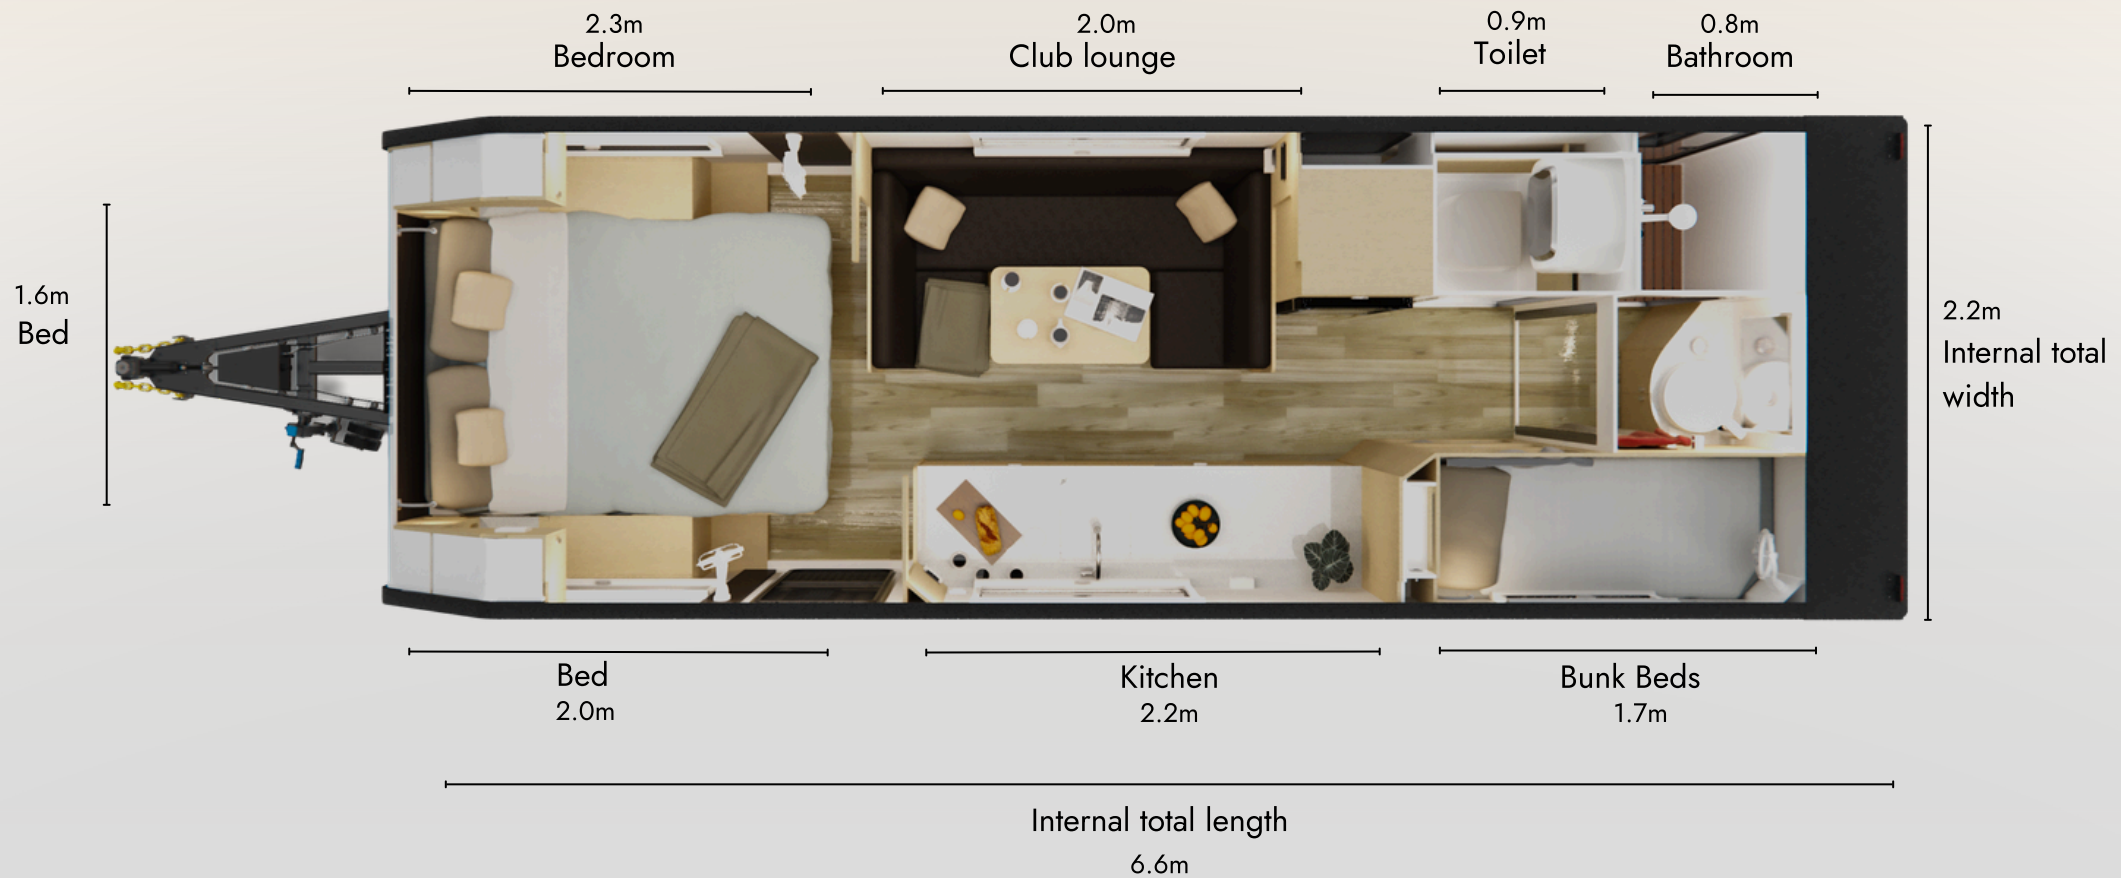 2.3m
Bedroom
2.0m
Club lounge
0.9m
Toilet
0.8m
Bathroom
1.6m
Bed
2.2m
Internal total
width
Bed
2.0m
Kitchen
2.2m
Bunk Beds
1.7m
Internal total length
6.6m